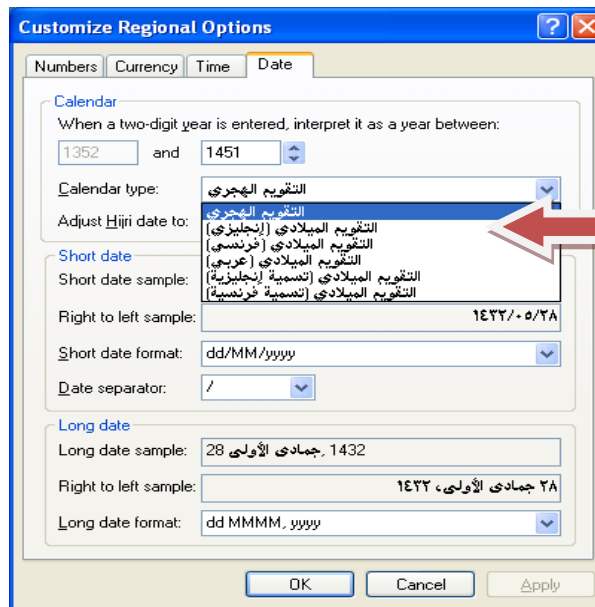 Customize Regional Options
Numbers Currency Time Date
Calendar
When a two-digit year is entered, interpret it as a year between:
1352 and 1451
Calendar type: التقويم الهجري
التقويم الهجري
Adjust Hijri date to: التقويم الميلادي (إنجليزي)
التقويم الميلادي (فرنسي)
Short date
التقويم الميلادي (عربي)
Short date sample: التقويم الميلادي (تسمية إنجليزية)
التقويم الميلادي (تسمية فرنسية)
Right to left sample: ١٤٣٢/٠٥/٢٨
Short date format: dd/MM/yyyy
Date separator: /
Long date
Long date sample: 28 جمادى الأولى, 1432
Right to left sample: ٢٨ جمادى الأولى، ١٤٣٢
Long date format: dd MMMM, yyyy
OK Cancel Apply